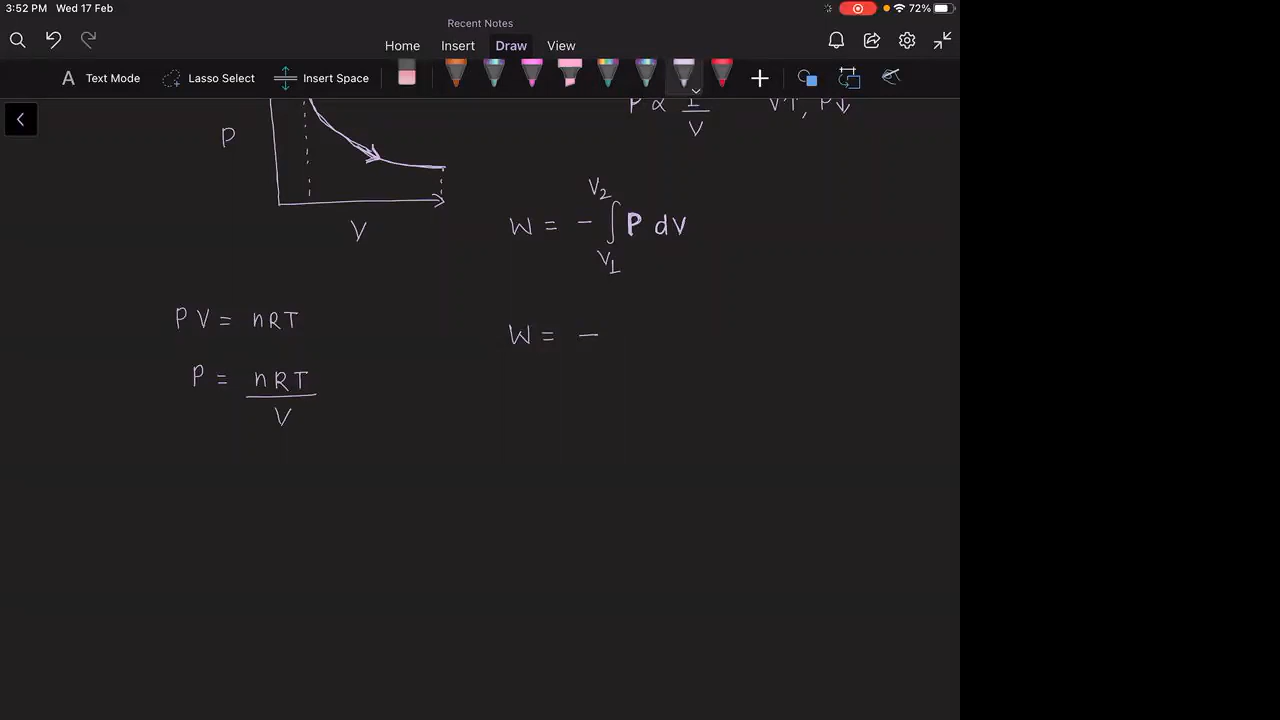 3:52 PM Wed 17 Feb
72%
Recent Notes
Home Insert Draw View
A Text Mode Lasso Select Insert Space
P ∝ 1/V V↑, P↓
P
V
W = - ∫ P dV
V2
V1
PV = nRT
W = -
P = nRT
V